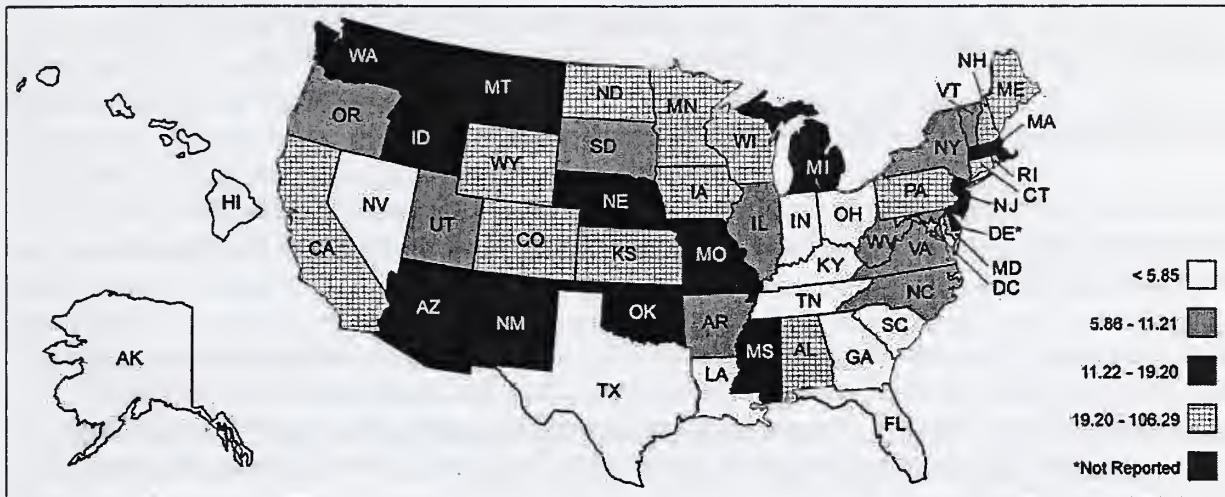 WA
MT
ND
MN
NH
VT
ME
OR
ID
SD
WI
NY
MA
WY
MI
RI
IA
PA
CT
NE
NJ
HI
NV
UT
IL
IN
OH
DE*
CA
CO
KS
MO
WV
VA
MD
KY
DC
< 5.85
AZ
NM
OK
AR
TN
NC
5.86 - 11.21
AK
MS
AL
GA
SC
11.22 - 19.20
TX
LA
FL
19.20 - 106.29
*Not Reported